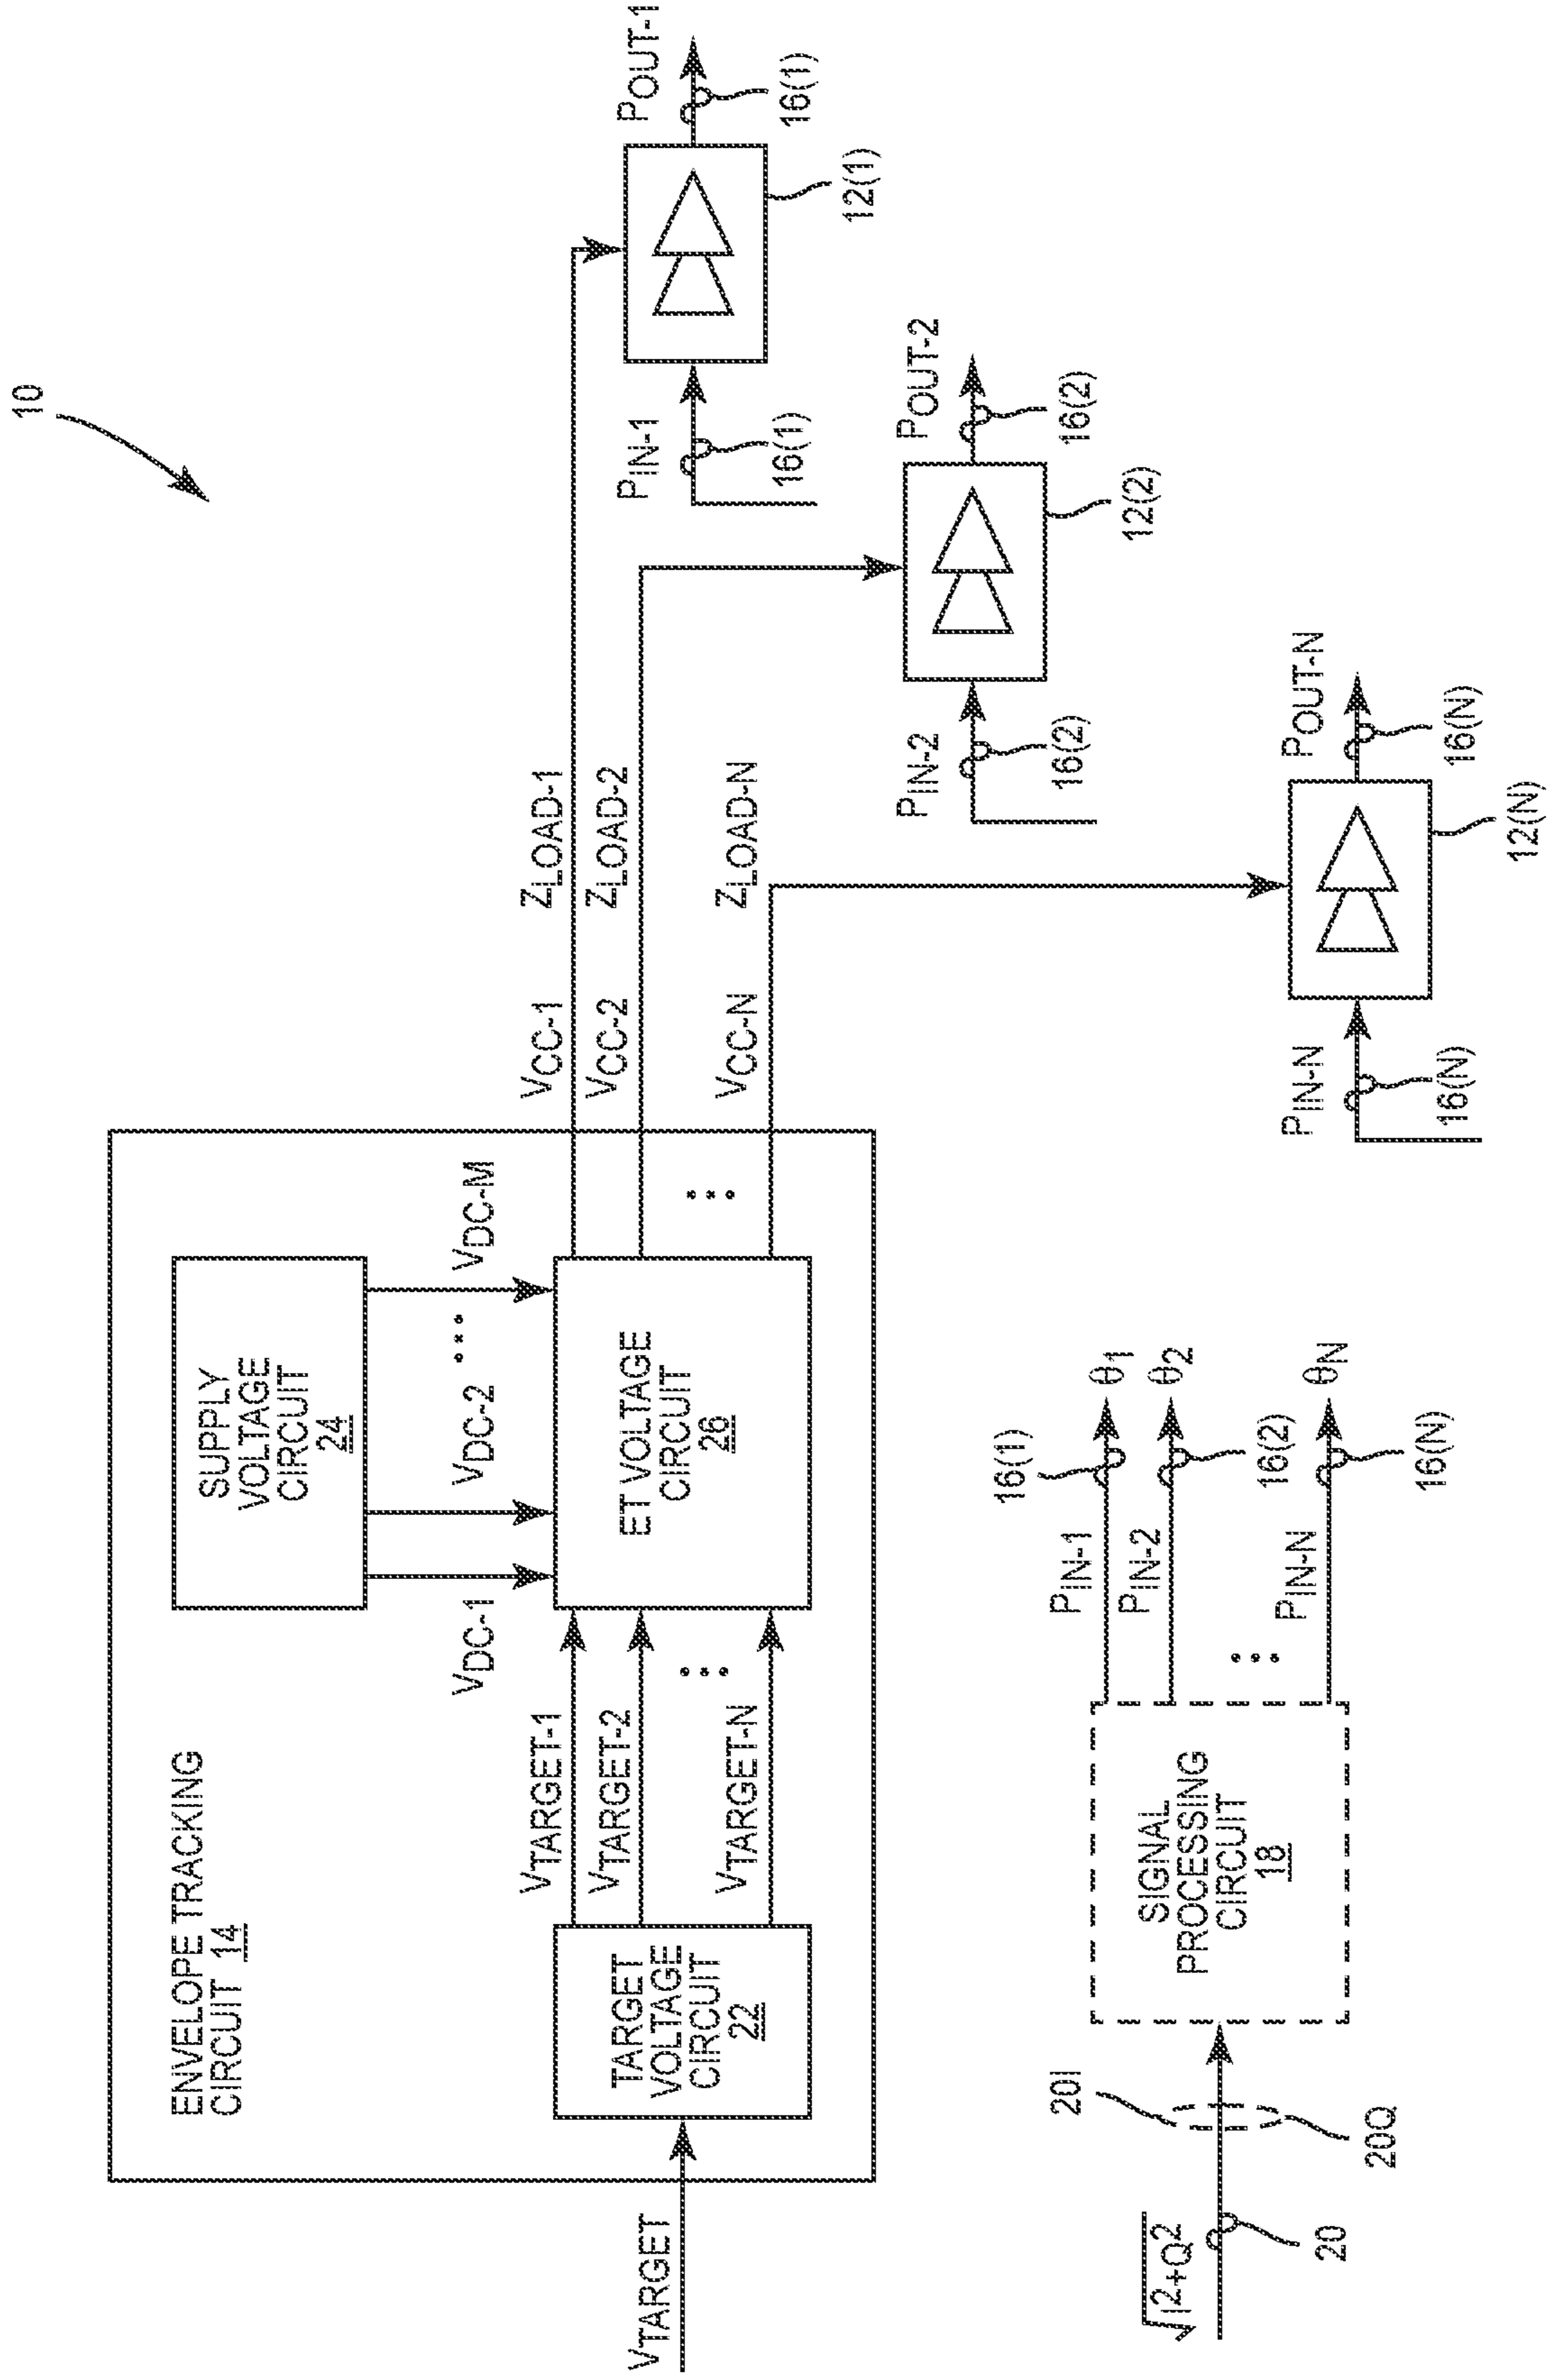 10
ENVELOPE TRACKING
CIRCUIT 14
SUPPLY
VOLTAGE
CIRCUIT
24
VDC-1
VDC-2
•••
VDC-M
VTARGET
TARGET
VOLTAGE
CIRCUIT
22
VTARGET-1
VTARGET-2
•••
VTARGET-N
ET VOLTAGE
CIRCUIT
26
•••
VCC-1
ZLOAD-1
VCC-2
ZLOAD-2
VCC-N
ZLOAD-N
PIN-1
16(1)
POUT-1
16(1)
12(1)
PIN-2
16(2)
POUT-2
16(2)
12(2)
PIN-N
16(N)
POUT-N
16(N)
12(N)
√I²+Q²
20
20I
20Q
SIGNAL
PROCESSING
CIRCUIT
18
PIN-1
16(1)
θ1
PIN-2
16(2)
θ2
•••
PIN-N
16(N)
θN